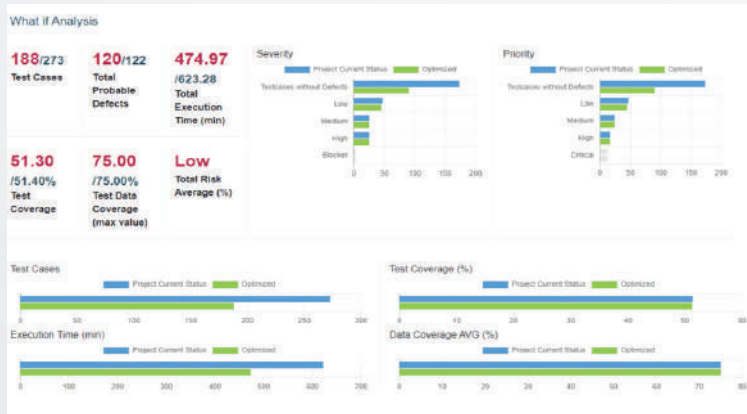 What if Analysis
188/273
Test Cases
120/122
Total
Probable
Defects
474.97
/623.28
Total
Execution
Time (min)
51.30
/51.40%
Test
Coverage
75.00
/75.00%
Test Data
Coverage
(max value)
Low
Total Risk
Average (%)
Severity
Project Current Status Optimized
Testcases without Defects
Low
Medium
High
Blocker
0 50 100 150 200
Priority
Project Current Status Optimized
Testcases without Defects
Low
Medium
High
Critical
0 50 100 150 200
Test Cases
Project Current Status Optimized
0 50 100 150 200 250 300
Test Coverage (%)
Project Current Status Optimized
0 10 20 30 40 50 60
Execution Time (min)
Project Current Status Optimized
0 100 200 300 400 500 600 700
Data Coverage AVG (%)
Project Current Status Optimized
0 10 20 30 40 50 60 70 80